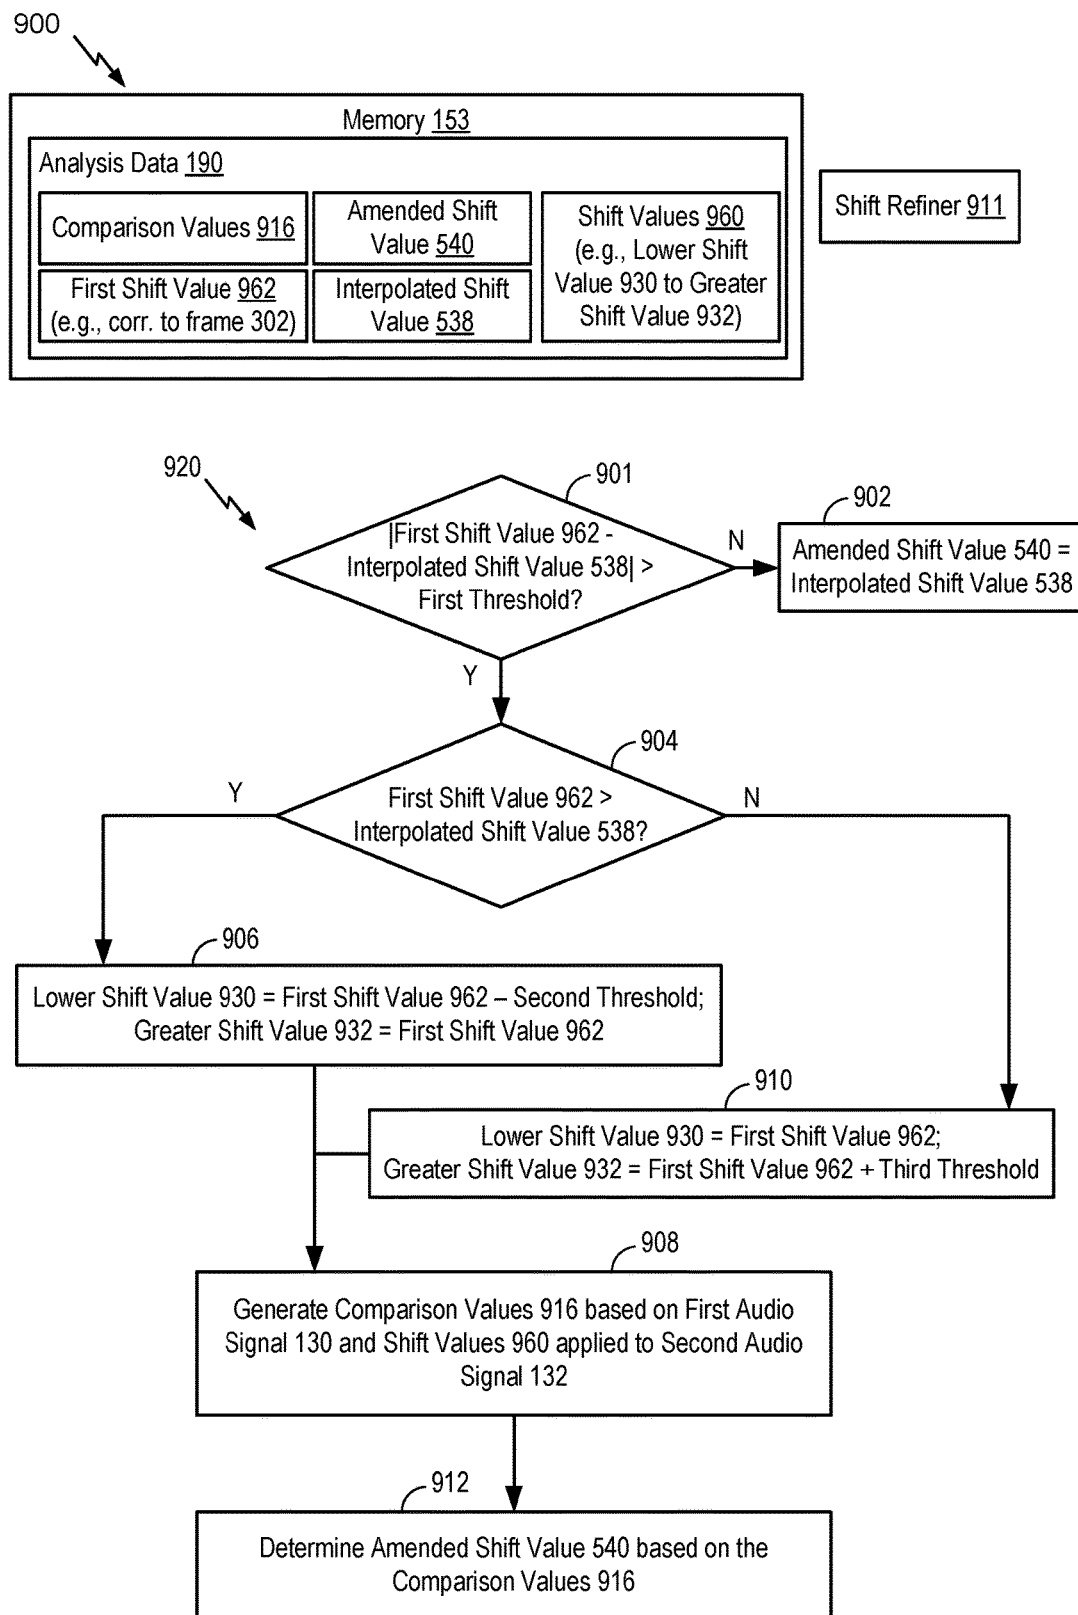 900
Memory 153
Analysis Data 190
Comparison Values 916
First Shift Value 962
(e.g., corr. to frame 302)
Amended Shift
Value 540
Interpolated Shift
Value 538
Shift Values 960
(e.g., Lower Shift
Value 930 to Greater
Shift Value 932)
Shift Refiner 911
920
901
|First Shift Value 962 -
Interpolated Shift Value 538| >
First Threshold?
N
902
Amended Shift Value 540 =
Interpolated Shift Value 538
Y
904
First Shift Value 962 >
Interpolated Shift Value 538?
Y
N
906
Lower Shift Value 930 = First Shift Value 962 – Second Threshold;
Greater Shift Value 932 = First Shift Value 962
910
Lower Shift Value 930 = First Shift Value 962;
Greater Shift Value 932 = First Shift Value 962 + Third Threshold
908
Generate Comparison Values 916 based on First Audio
Signal 130 and Shift Values 960 applied to Second Audio
Signal 132
912
Determine Amended Shift Value 540 based on the
Comparison Values 916